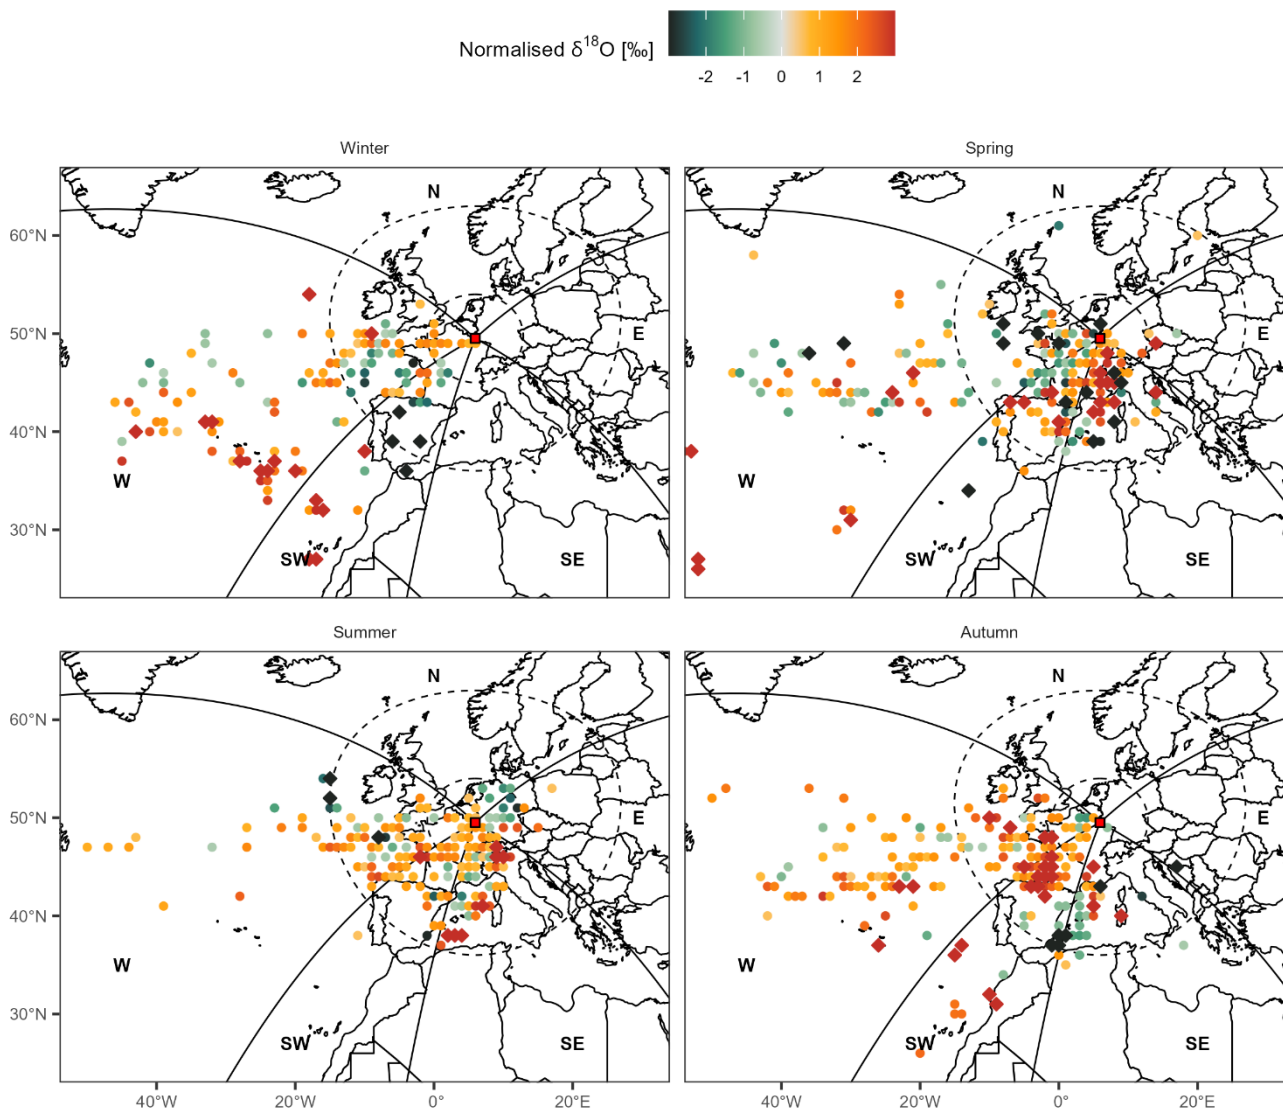 Normalised δ¹⁸O [‰]
-2 -1 0 1 2
Winter
Spring
60°N
50°N
40°N
30°N
N
E
W
SW
SE
N
E
W
SW
SE
Summer
Autumn
60°N
50°N
40°N
30°N
N
E
W
SW
SE
N
E
W
SW
SE
40°W 20°W 0° 20°E
40°W 20°W 0° 20°E